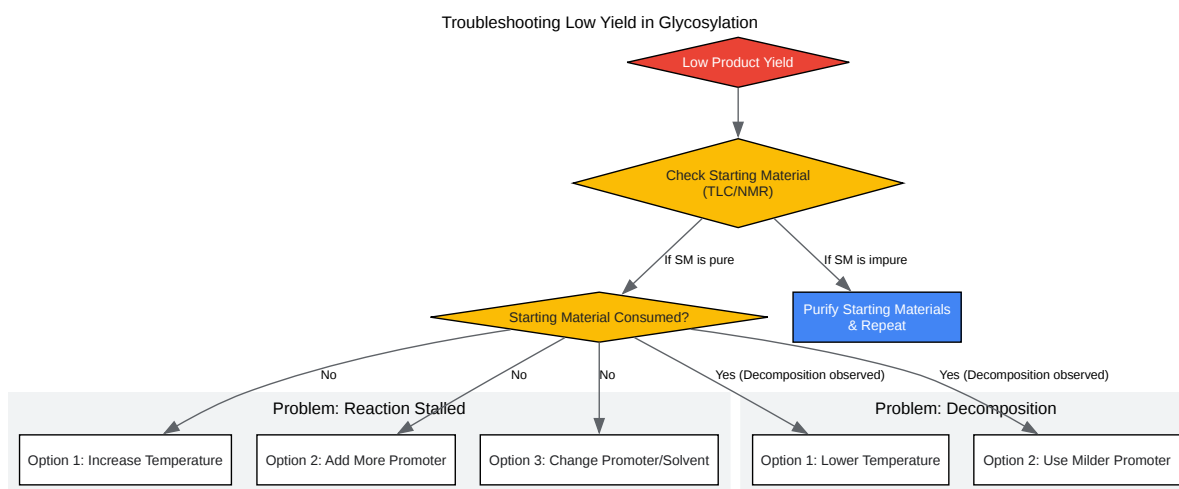 Troubleshooting Low Yield in Glycosylation
Low Product Yield
Check Starting Material
(TLC/NMR)
If SM is pure
If SM is impure
Starting Material Consumed?
Purify Starting Materials
& Repeat
No
No
No
Yes (Decomposition observed)
Yes (Decomposition observed)
Problem: Reaction Stalled
Problem: Decomposition
Option 1: Increase Temperature
Option 2: Add More Promoter
Option 3: Change Promoter/Solvent
Option 1: Lower Temperature
Option 2: Use Milder Promoter